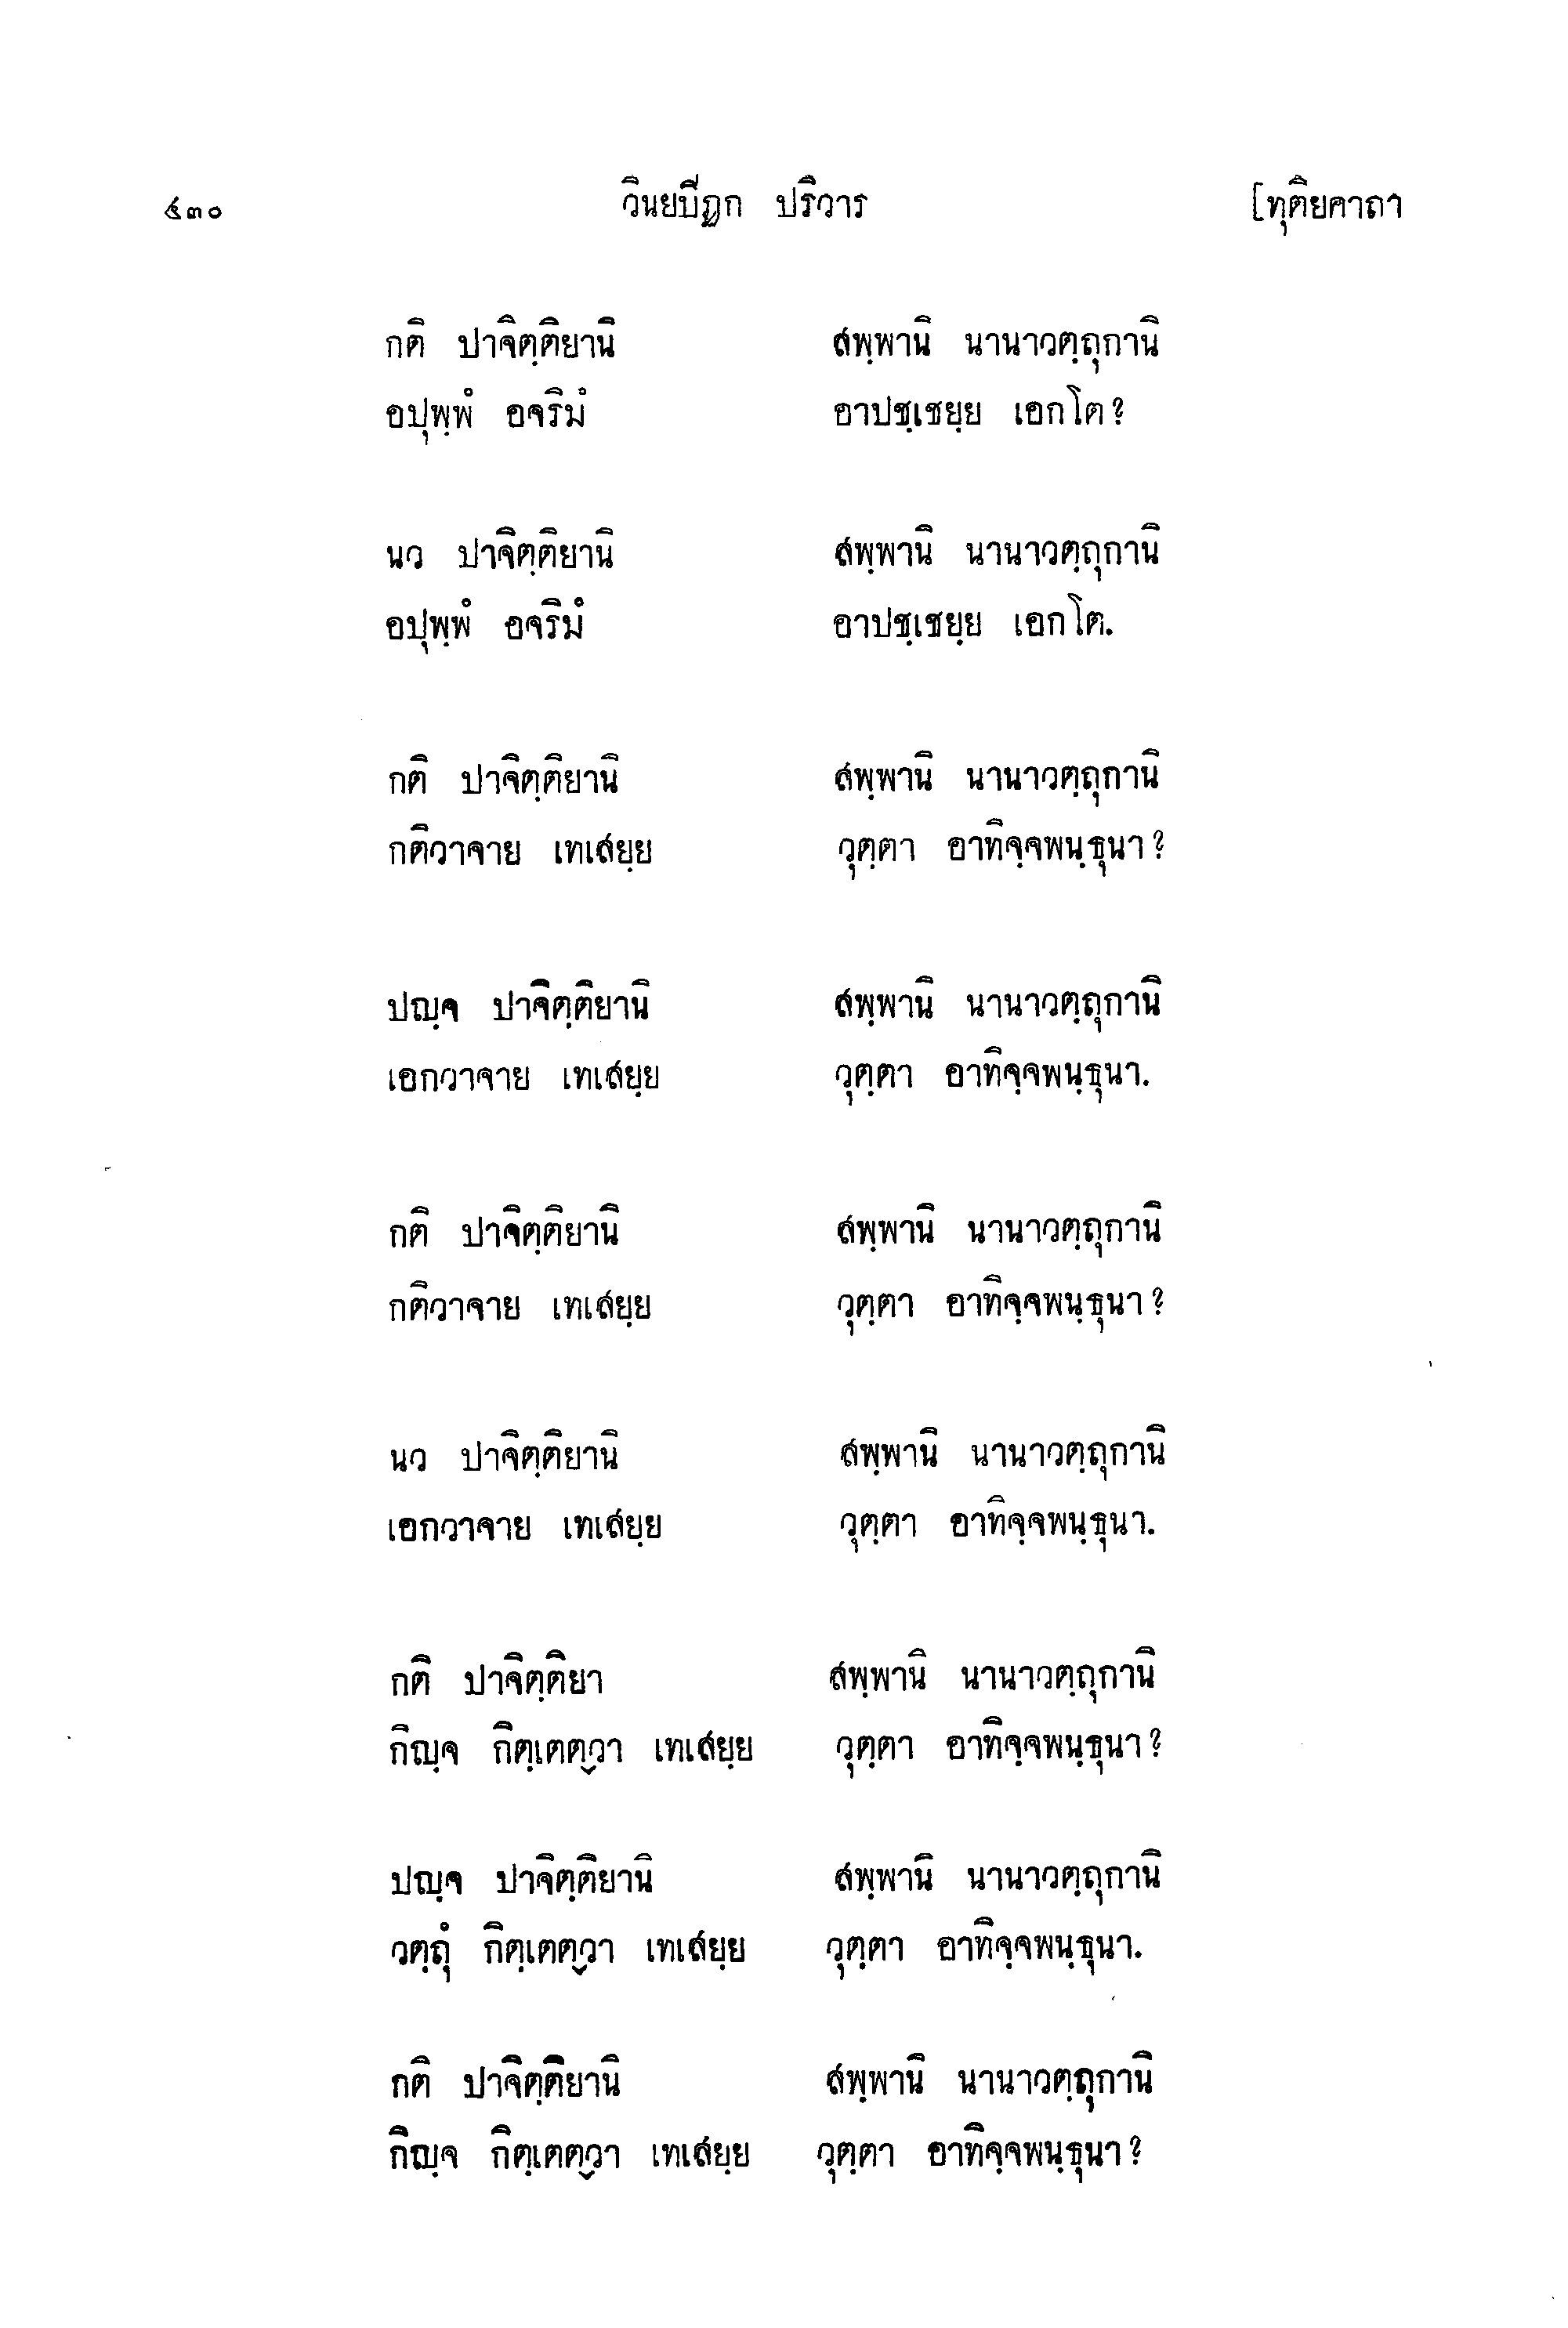 ๕๓๐ วินยปิฏก ปริวาร [ทุติยคาถา
กติ ปาจิตฺติยานิ สพฺพานิ นานาวตฺถุกานิ
อปุพฺพํ อจริมํ อาปชฺเชยฺย เอกโต?
นว ปาจิตฺติยานิ สพฺพานิ นานาวตฺถุกานิ
อปุพฺพํ อจริมํ อาปชฺเชยฺย เอกโต.
กติ ปาจิตฺติยานิ สพฺพานิ นานาวตฺถุกานิ
กติวาจาย เทเสยฺย วุตฺตา อาทิจฺจพนฺธุนา?
ปญฺจ ปาจิตฺติยานิ สพฺพานิ นานาวตฺถุกานิ
เอกวาจาย เทเสยฺย วุตฺตา อาทิจฺจพนฺธุนา.
กติ ปาจิตฺติยานิ สพฺพานิ นานาวตฺถุกานิ
กติวาจาย เทเสยฺย วุตฺตา อาทิจฺจพนฺธุนา?
นว ปาจิตฺติยานิ สพฺพานิ นานาวตฺถุกานิ
เอกวาจาย เทเสยฺย วุตฺตา อาทิจฺจพนฺธุนา.
กติ ปาจิตฺติยา สพฺพานิ นานาวตฺถุกานิ
กิญฺจ กิตฺเตตฺวา เทเสยฺย วุตฺตา อาทิจฺจพนฺธุนา?
ปญฺจ ปาจิตฺติยานิ สพฺพานิ นานาวตฺถุกานิ
วตฺถุํ กิตฺเตตฺวา เทเสยฺย วุตฺตา อาทิจฺจพนฺธุนา.
กติ ปาจิตฺติยานิ สพฺพานิ นานาวตฺถุกานิ
กิญฺจ กิตฺเตตฺวา เทเสยฺย วุตฺตา อาทิจฺจพนฺธุนา?